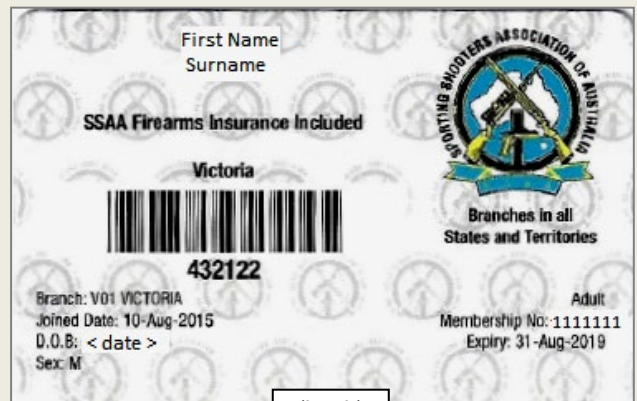 First Name
Surname
SSAA Firearms Insurance Included
Victoria
432122
Branch: V01 VICTORIA
Joined Date: 10-Aug-2015
D.O.B: < date >
Sex: M
SPORTING SHOOTERS ASSOCIATION OF AUSTRALIA
Branches in all
States and Territories
Adult
Membership No: 1111111
Expiry: 31-Aug-2019